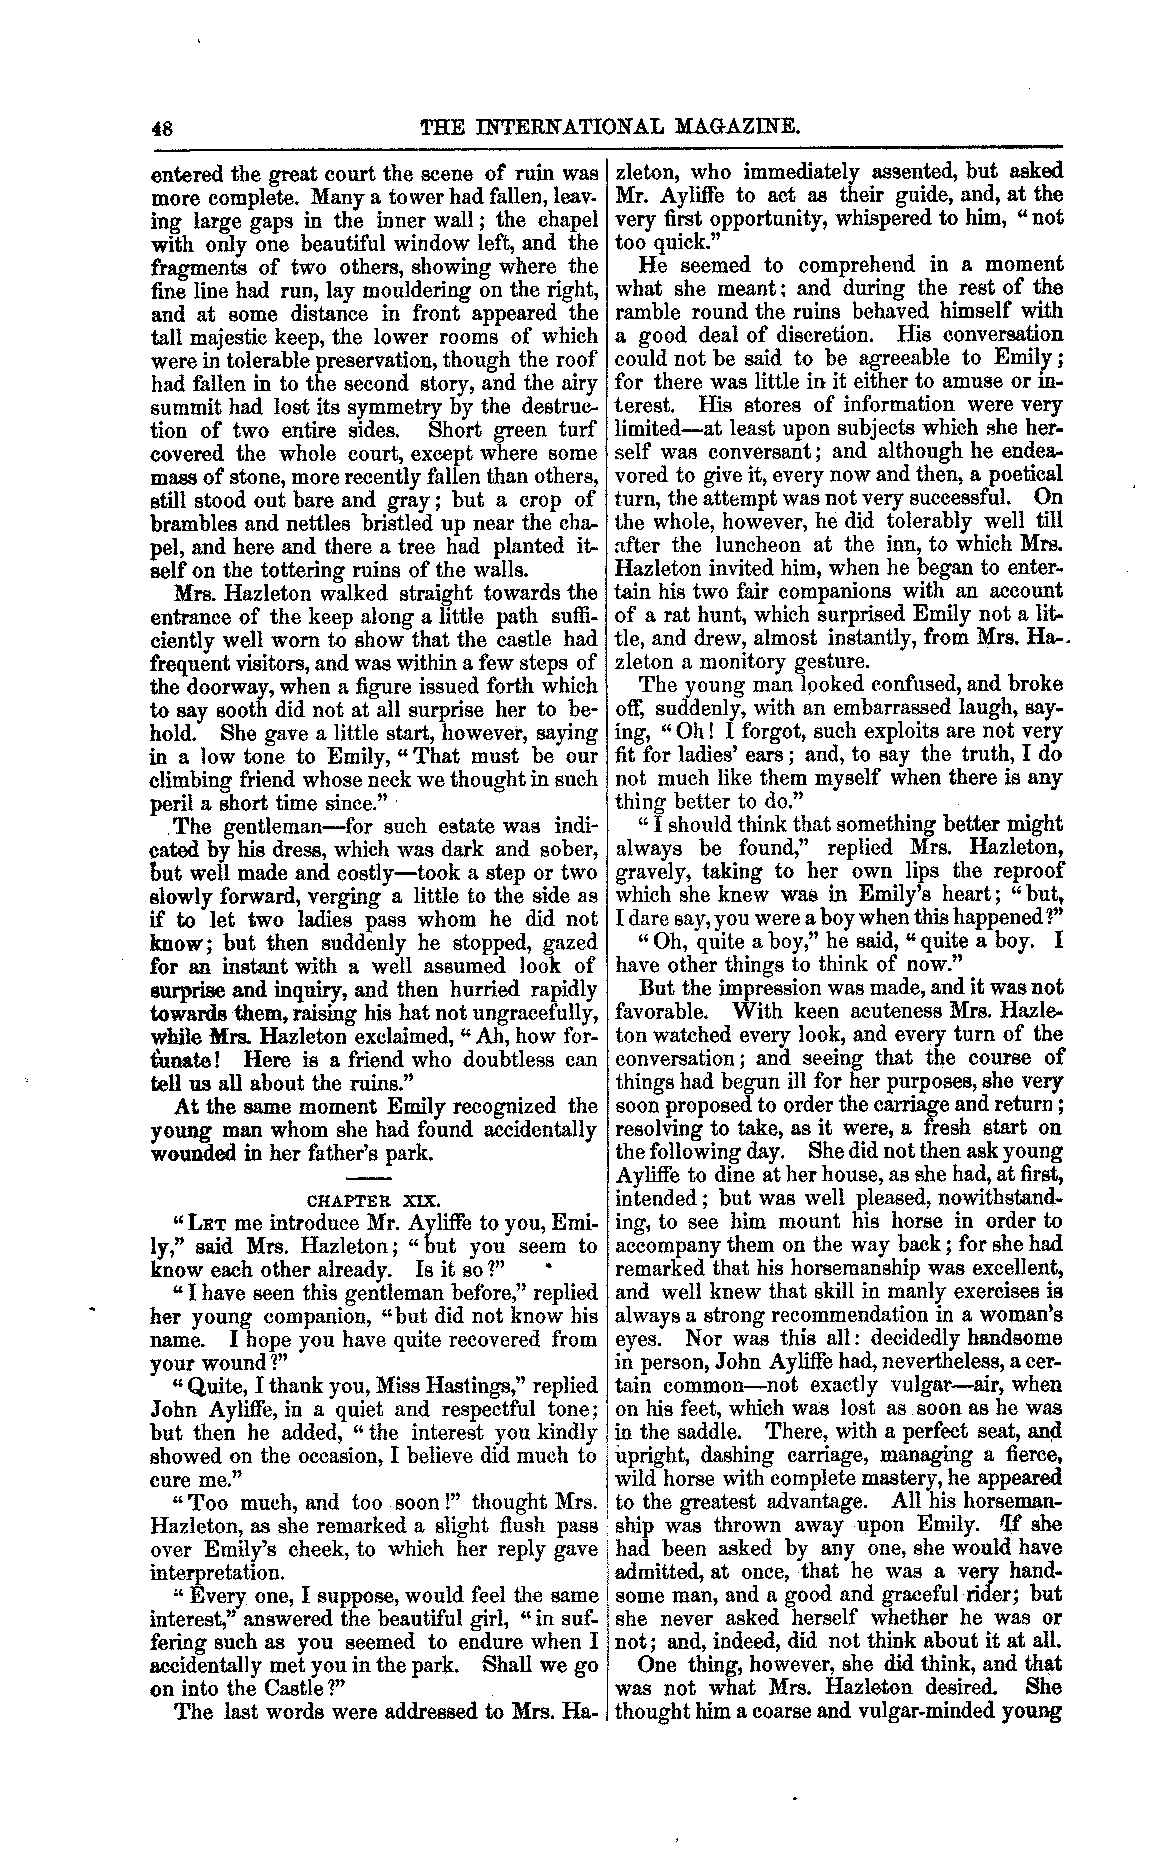 48 THE INTERNATIONAL MAGAZINE.
entered the great court the scene of ruin was
more complete. Many a tower had fallen, leav-
ing large gaps in the inner wall; the chapel
with only one beautiful window left, and the
fragments of two others, showing where the
fine line had run, lay mouldering on the right,
and at some distance in front appeared the
tall majestic keep, the lower rooms of which
were in tolerable preservation, though the roof
had fallen in to the second story, and the airy
summit had lost its symmetry by the destruc-
tion of two entire sides. Short green turf
covered the whole court, except where some
mass of stone, more recently fallen than others,
still stood out bare and gray; but a crop of
brambles and nettles bristled up near the cha-
pel, and here and there a tree had planted it-
self on the tottering ruins of the walls.
Mrs. Hazleton walked straight towards the
entrance of the keep along a little path suffi-
ciently well worn to show that the castle had
frequent visitors, and was within a few steps of
the doorway, when a figure issued forth which
to say sooth did not at all surprise her to be-
hold. She gave a little start, however, saying
in a low tone to Emily, “That must be our
climbing friend whose neck we thought in such
peril a short time since.”
The gentleman—for such estate was indi-
cated by his dress, which was dark and sober,
but well made and costly—took a step or two
slowly forward, verging a little to the side as
if to let two ladies pass whom he did not
know; but then suddenly he stopped, gazed
for an instant with a well assumed look of
surprise and inquiry, and then hurried rapidly
towards them, raising his hat not ungracefully,
while Mrs. Hazleton exclaimed, “Ah, how for-
tunate! Here is a friend who doubtless can
tell us all about the ruins.”
At the same moment Emily recognized the
young man whom she had found accidentally
wounded in her father’s park.
CHAPTER XIX.
“LET me introduce Mr. Ayliffe to you, Emi-
ly,” said Mrs. Hazleton; “but you seem to
know each other already. Is it so?”
“I have seen this gentleman before,” replied
her young companion, “but did not know his
name. I hope you have quite recovered from
your wound?”
“Quite, I thank you, Miss Hastings,” replied
John Ayliffe, in a quiet and respectful tone;
but then he added, “the interest you kindly
showed on the occasion, I believe did much to
cure me.”
“Too much, and too soon!” thought Mrs.
Hazleton, as she remarked a slight flush pass
over Emily’s cheek, to which her reply gave
interpretation.
“Every one, I suppose, would feel the same
interest,” answered the beautiful girl, “in suf-
fering such as you seemed to endure when I
accidentally met you in the park. Shall we go
on into the Castle?”
The last words were addressed to Mrs. Ha-
zleton, who immediately assented, but asked
Mr. Ayliffe to act as their guide, and, at the
very first opportunity, whispered to him, “not
too quick.”
He seemed to comprehend in a moment
what she meant; and during the rest of the
ramble round the ruins behaved himself with
a good deal of discretion. His conversation
could not be said to be agreeable to Emily;
for there was little in it either to amuse or in-
terest. His stores of information were very
limited—at least upon subjects which she her-
self was conversant; and although he endea-
vored to give it, every now and then, a poetical
turn, the attempt was not very successful. On
the whole, however, he did tolerably well till
after the luncheon at the inn, to which Mrs.
Hazleton invited him, when he began to enter-
tain his two fair companions with an account
of a rat hunt, which surprised Emily not a lit-
tle, and drew, almost instantly, from Mrs. Ha-
zleton a monitory gesture.
The young man looked confused, and broke
off, suddenly, with an embarrassed laugh, say-
ing, “Oh! I forgot, such exploits are not very
fit for ladies’ ears; and, to say the truth, I do
not much like them myself when there is any
thing better to do.”
“I should think that something better might
always be found,” replied Mrs. Hazleton,
gravely, taking to her own lips the reproof
which she knew was in Emily’s heart; “but,
I dare say, you were a boy when this happened?”
“Oh, quite a boy,” he said, “quite a boy. I
have other things to think of now.”
But the impression was made, and it was not
favorable. With keen acuteness Mrs. Hazle-
ton watched every look, and every turn of the
conversation; and seeing that the course of
things had begun ill for her purposes, she very
soon proposed to order the carriage and return;
resolving to take, as it were, a fresh start on
the following day. She did not then ask young
Ayliffe to dine at her house, as she had, at first,
intended; but was well pleased, nowithstand-
ing, to see him mount his horse in order to
accompany them on the way back; for she had
remarked that his horsemanship was excellent,
and well knew that skill in manly exercises is
always a strong recommendation in a woman’s
eyes. Nor was this all: decidedly handsome
in person, John Ayliffe had, nevertheless, a cer-
tain common—not exactly vulgar—air, when
on his feet, which was lost as soon as he was
in the saddle. There, with a perfect seat, and
upright, dashing carriage, managing a fierce,
wild horse with complete mastery, he appeared
to the greatest advantage. All his horseman-
ship was thrown away upon Emily. If she
had been asked by any one, she would have
admitted, at once, that he was a very hand-
some man, and a good and graceful rider; but
she never asked herself whether he was or
not; and, indeed, did not think about it at all.
One thing, however, she did think, and that
was not what Mrs. Hazleton desired. She
thought him a coarse and vulgar-minded young